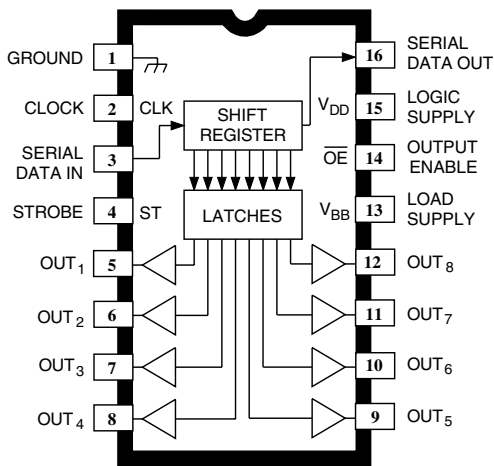 GROUND 1
CLOCK 2 CLK
SERIAL DATA IN 3
STROBE 4 ST
OUT1 5
OUT2 6
OUT3 7
OUT4 8
SHIFT
REGISTER
LATCHES
16 SERIAL
DATA OUT
VDD 15 LOGIC
SUPPLY
OE 14 OUTPUT
ENABLE
VBB 13 LOAD
SUPPLY
12 OUT8
11 OUT7
10 OUT6
9 OUT5